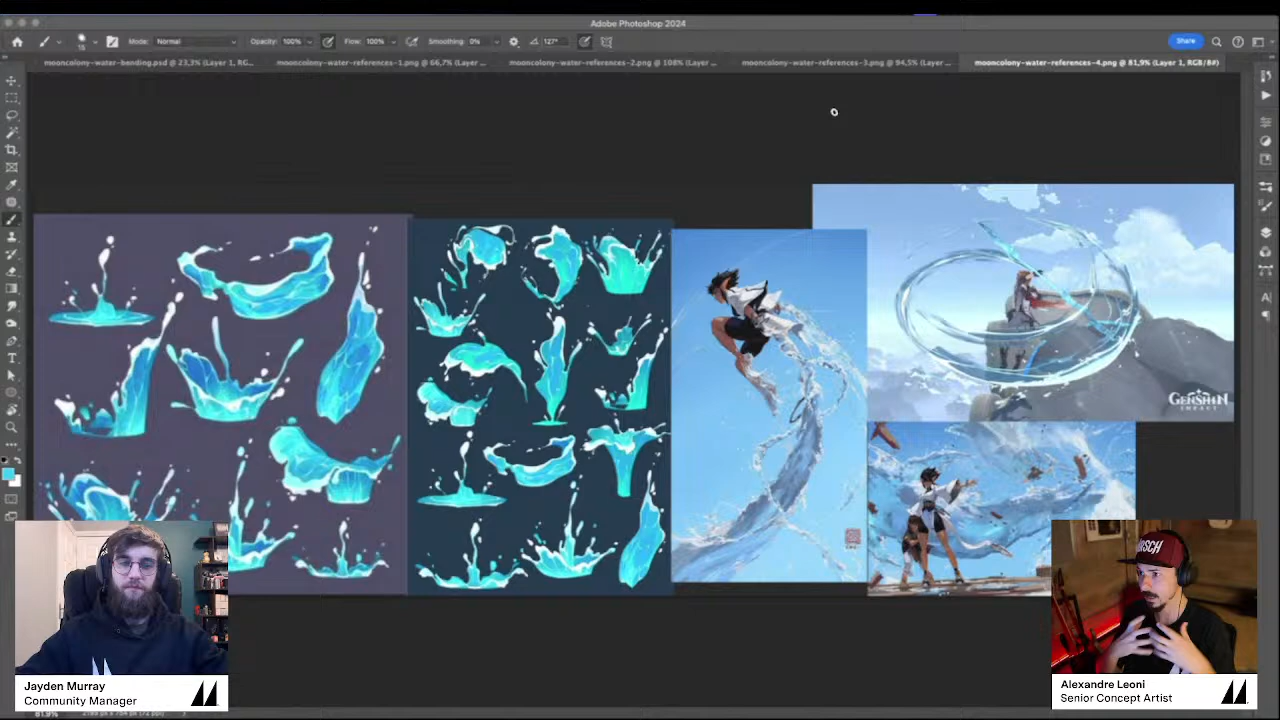 Adobe Photoshop 2024
Mode: Normal Opacity: 100% Flow: 100% Smoothing: 0% 127° Share
mooncolony-water-bending.psd @ 23,3% (Layer 1, RG... mooncolony-water-references-1.png @ 66,7% (Layer ... mooncolony-water-references-2.png @ 108% (Layer ... mooncolony-water-references-3.png @ 94,5% (Layer ... mooncolony-water-references-4.png @ 81,9% (Layer 1, RGB/8#)
GENSHIN
IMPACT
Jayden Murray
Community Manager
Alexandre Leoni
Senior Concept Artist
81,9%